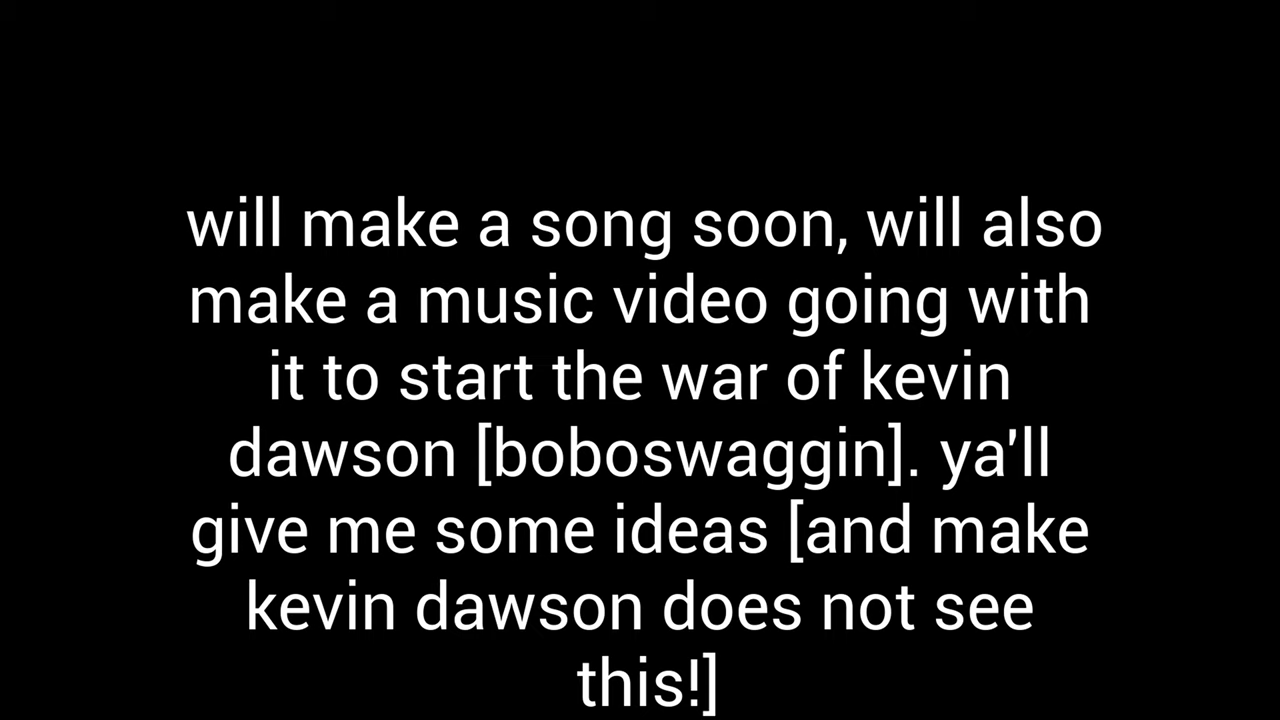 will make a song soon, will also
make a music video going with
it to start the war of kevin
dawson [boboswaggin]. ya'll
give me some ideas [and make
kevin dawson does not see
this!]